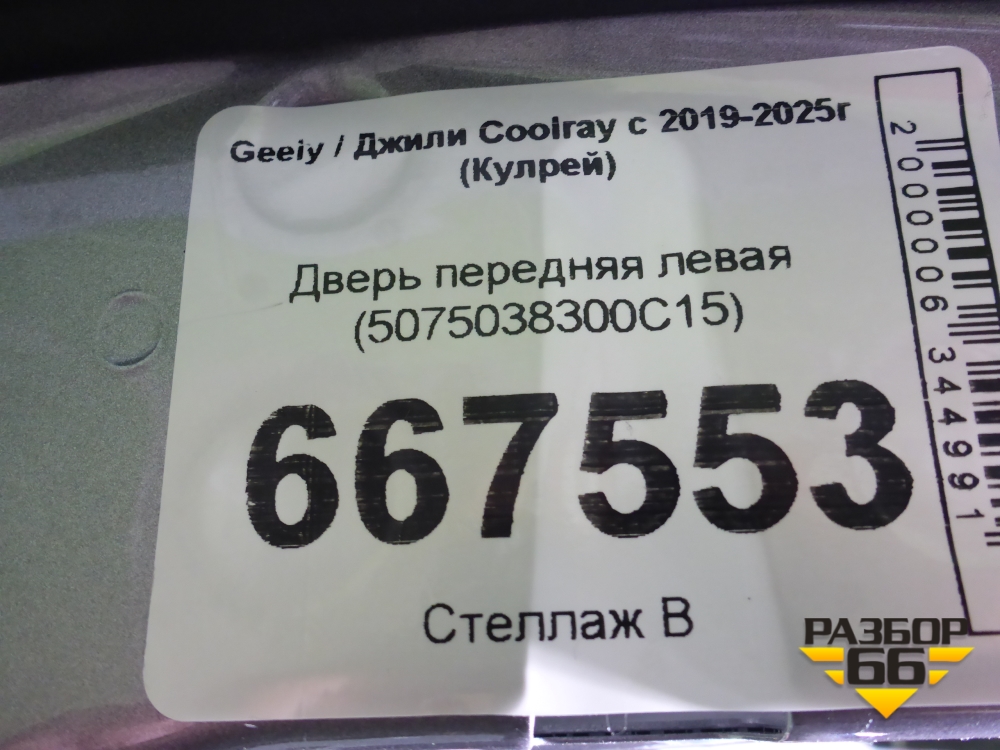 Geeiy / Джили Coolray с 2019-2025г
(Кулрей)
Дверь передняя левая
(5075038300C15)
667553
Стеллаж В
2000006344991
РАЗБОР
66